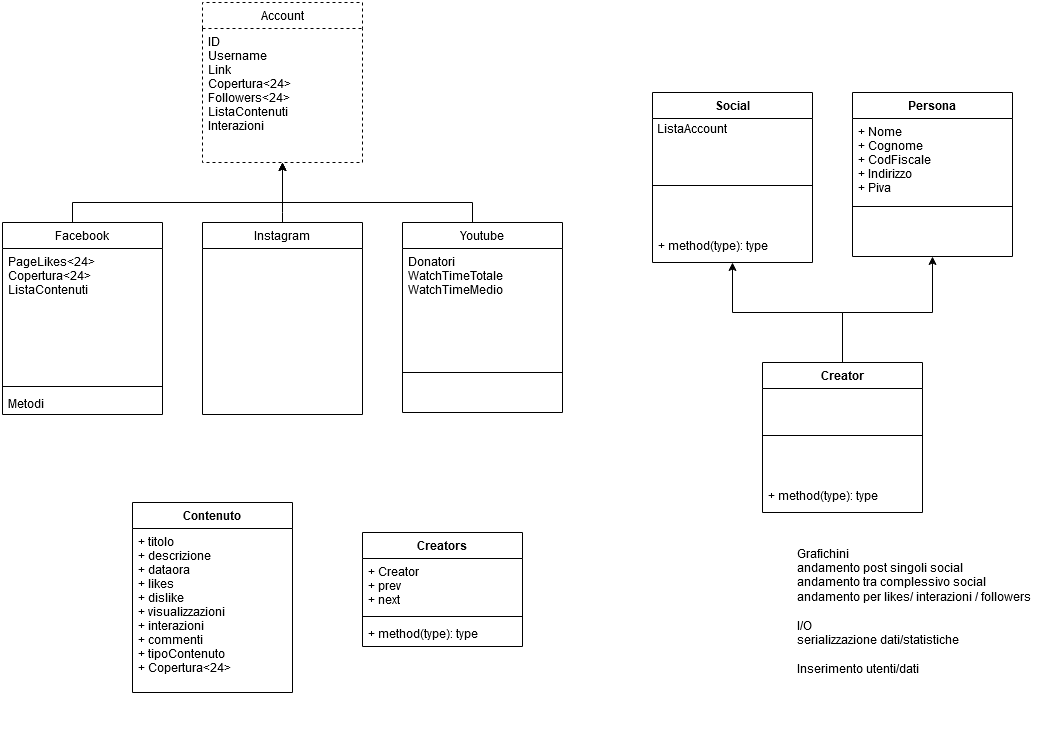 Account
ID
Username
Link
Copertura<24>
Followers<24>
ListaContenuti
Interazioni
Social
ListaAccount
+ method(type): type
Persona
+ Nome
+ Cognome
+ CodFiscale
+ Indirizzo
+ Piva
Facebook
PageLikes<24>
Copertura<24>
ListaContenuti
Metodi
Instagram
Youtube
Donatori
WatchTimeTotale
WatchTimeMedio
Creator
+ method(type): type
Contenuto
+ titolo
+ descrizione
+ dataora
+ likes
+ dislike
+ visualizzazioni
+ interazioni
+ commenti
+ tipoContenuto
+ Copertura<24>
Creators
+ Creator
+ prev
+ next
+ method(type): type
Grafichini
andamento post singoli social
andamento tra complessivo social
andamento per likes/ interazioni / followers
I/O
serializzazione dati/statistiche
Inserimento utenti/dati